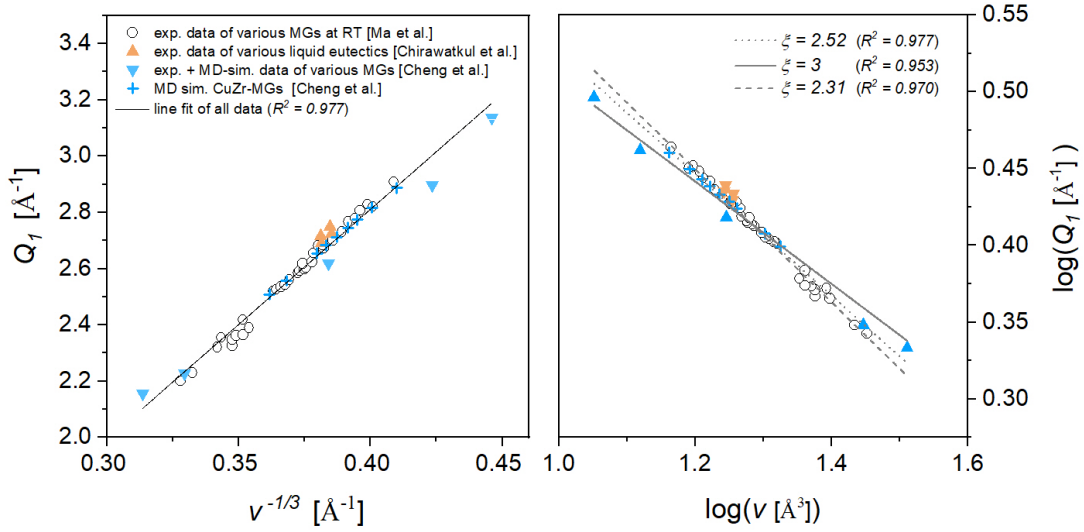 3.4
3.2
3.0
2.8
2.6
2.4
2.2
2.0
Q1 [Å-1]
exp. data of various MGs at RT [Ma et al.]
exp. data of various liquid eutectics [Chirawatkul et al.]
exp. + MD-sim. data of various MGs [Cheng et al.]
MD sim. CuZr-MGs [Cheng et al.]
line fit of all data (R² = 0.977)
0.30 0.35 0.40 0.45
v-1/3 [Å-1]
ξ = 2.52 (R² = 0.977)
ξ = 3 (R² = 0.953)
ξ = 2.31 (R² = 0.970)
0.55
0.50
0.45
0.40
0.35
0.30
log(Q1 [Å-1])
1.0 1.2 1.4 1.6
log(v [Å3])